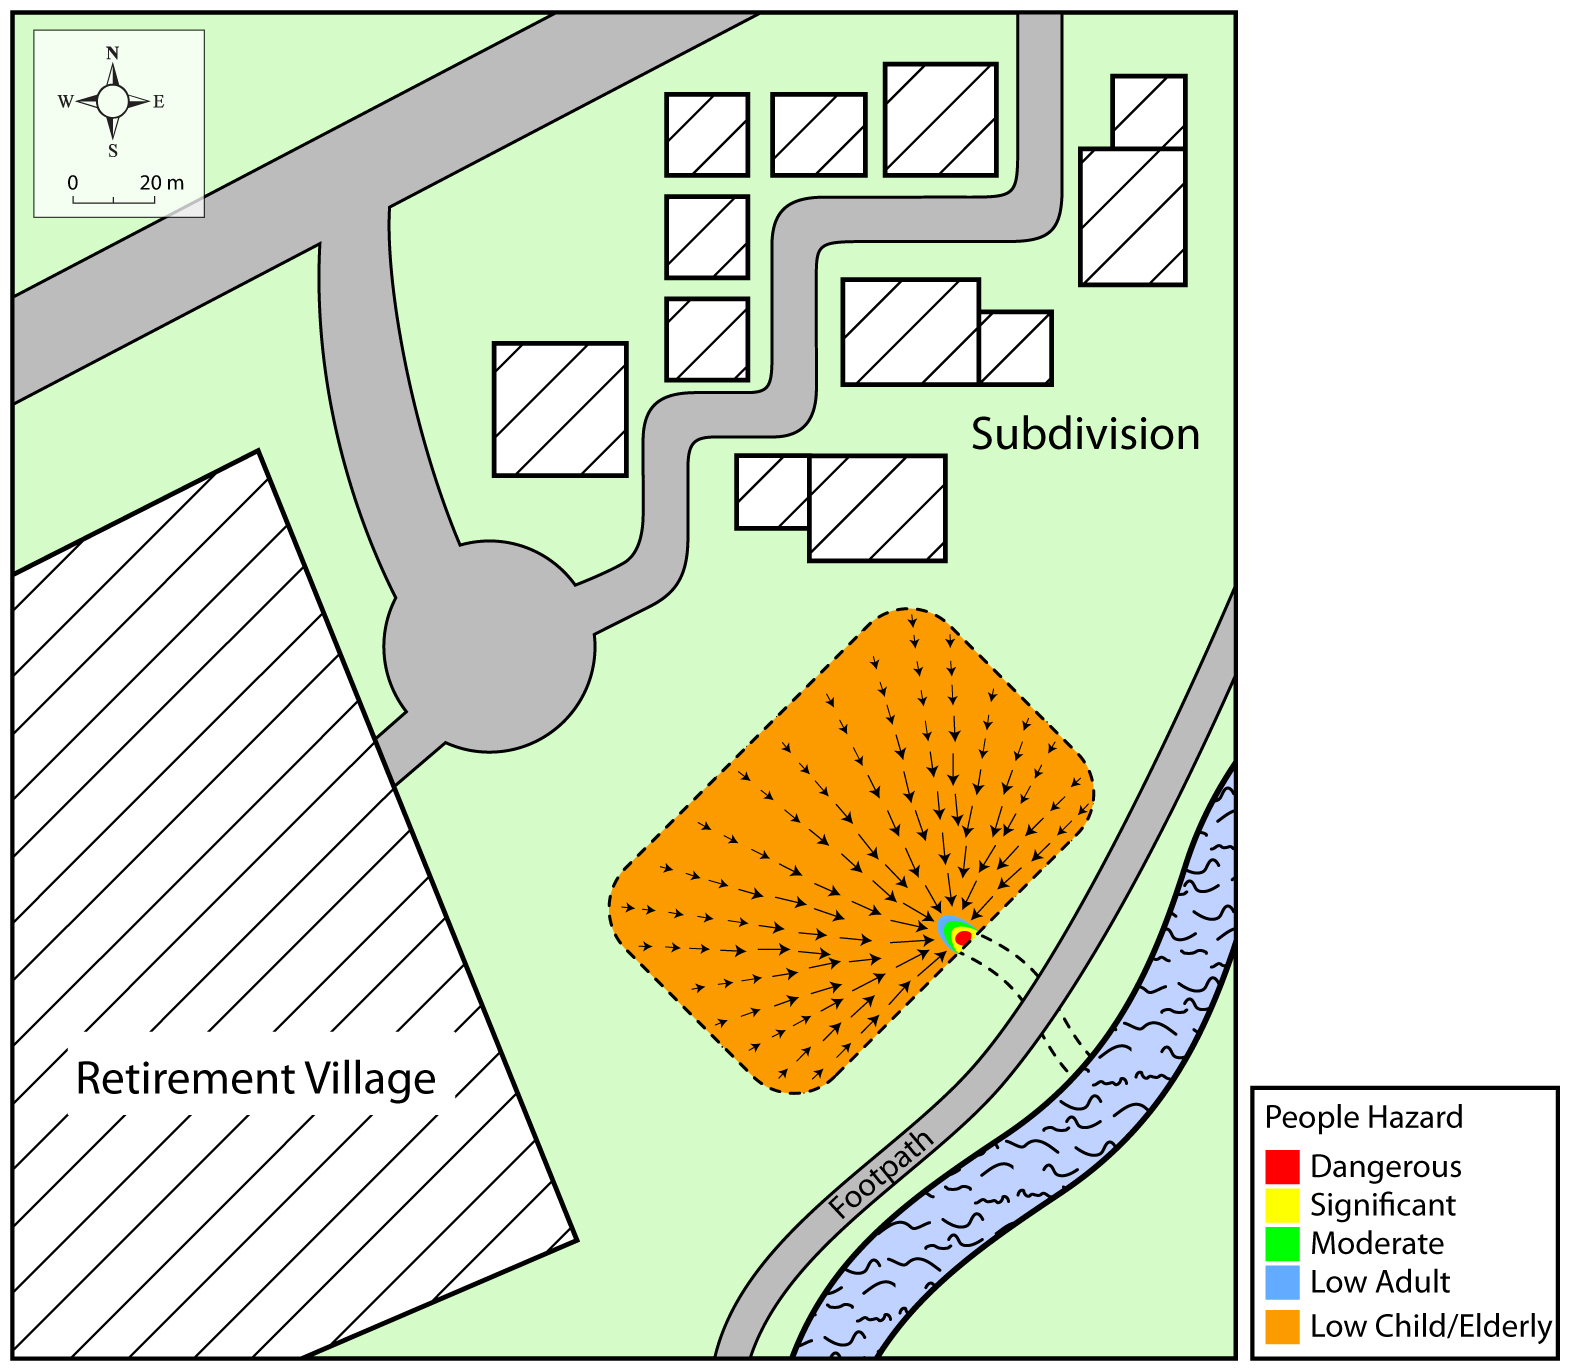 N
W E
S
0 20 m
Subdivision
Retirement Village
Footpath
People Hazard
Dangerous
Significant
Moderate
Low Adult
Low Child/Elderly